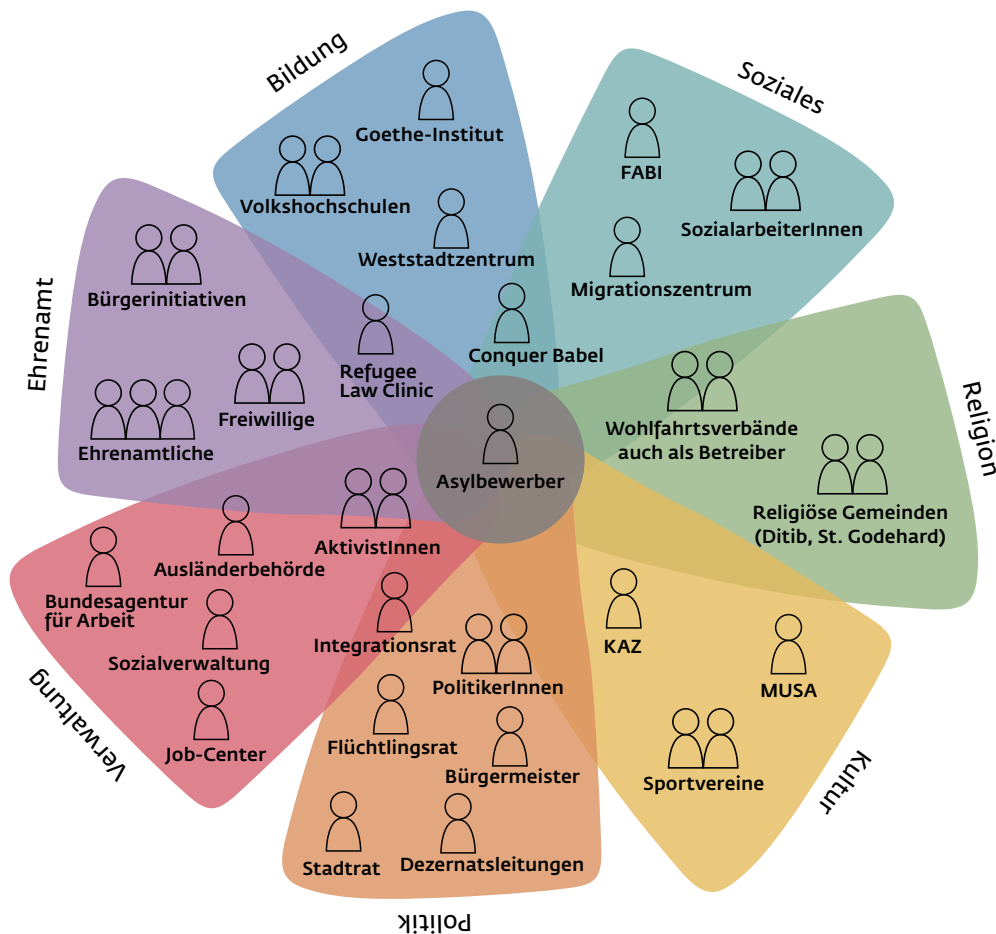 Bildung
Goethe-Institut
Volkshochschulen
Weststadtzentrum
Soziales
FABI
SozialarbeiterInnen
Migrationszentrum
Conquer Babel
Ehrenamt
Bürgerinitiativen
Refugee
Law Clinic
Freiwillige
Ehrenamtliche
Religion
Wohlfahrtsverbände
auch als Betreiber
Religiöse Gemeinden
(Ditib, St. Godehard)
Asylbewerber
AktivistInnen
Ausländerbehörde
Bundesagentur
für Arbeit
Sozialverwaltung
Job-Center
Verwaltung
Integrationsrat
PolitikerInnen
Flüchtlingsrat
Bürgermeister
Stadtrat
Dezernatsleitungen
Politik
KAZ
MUSA
Sportvereine
Kultur